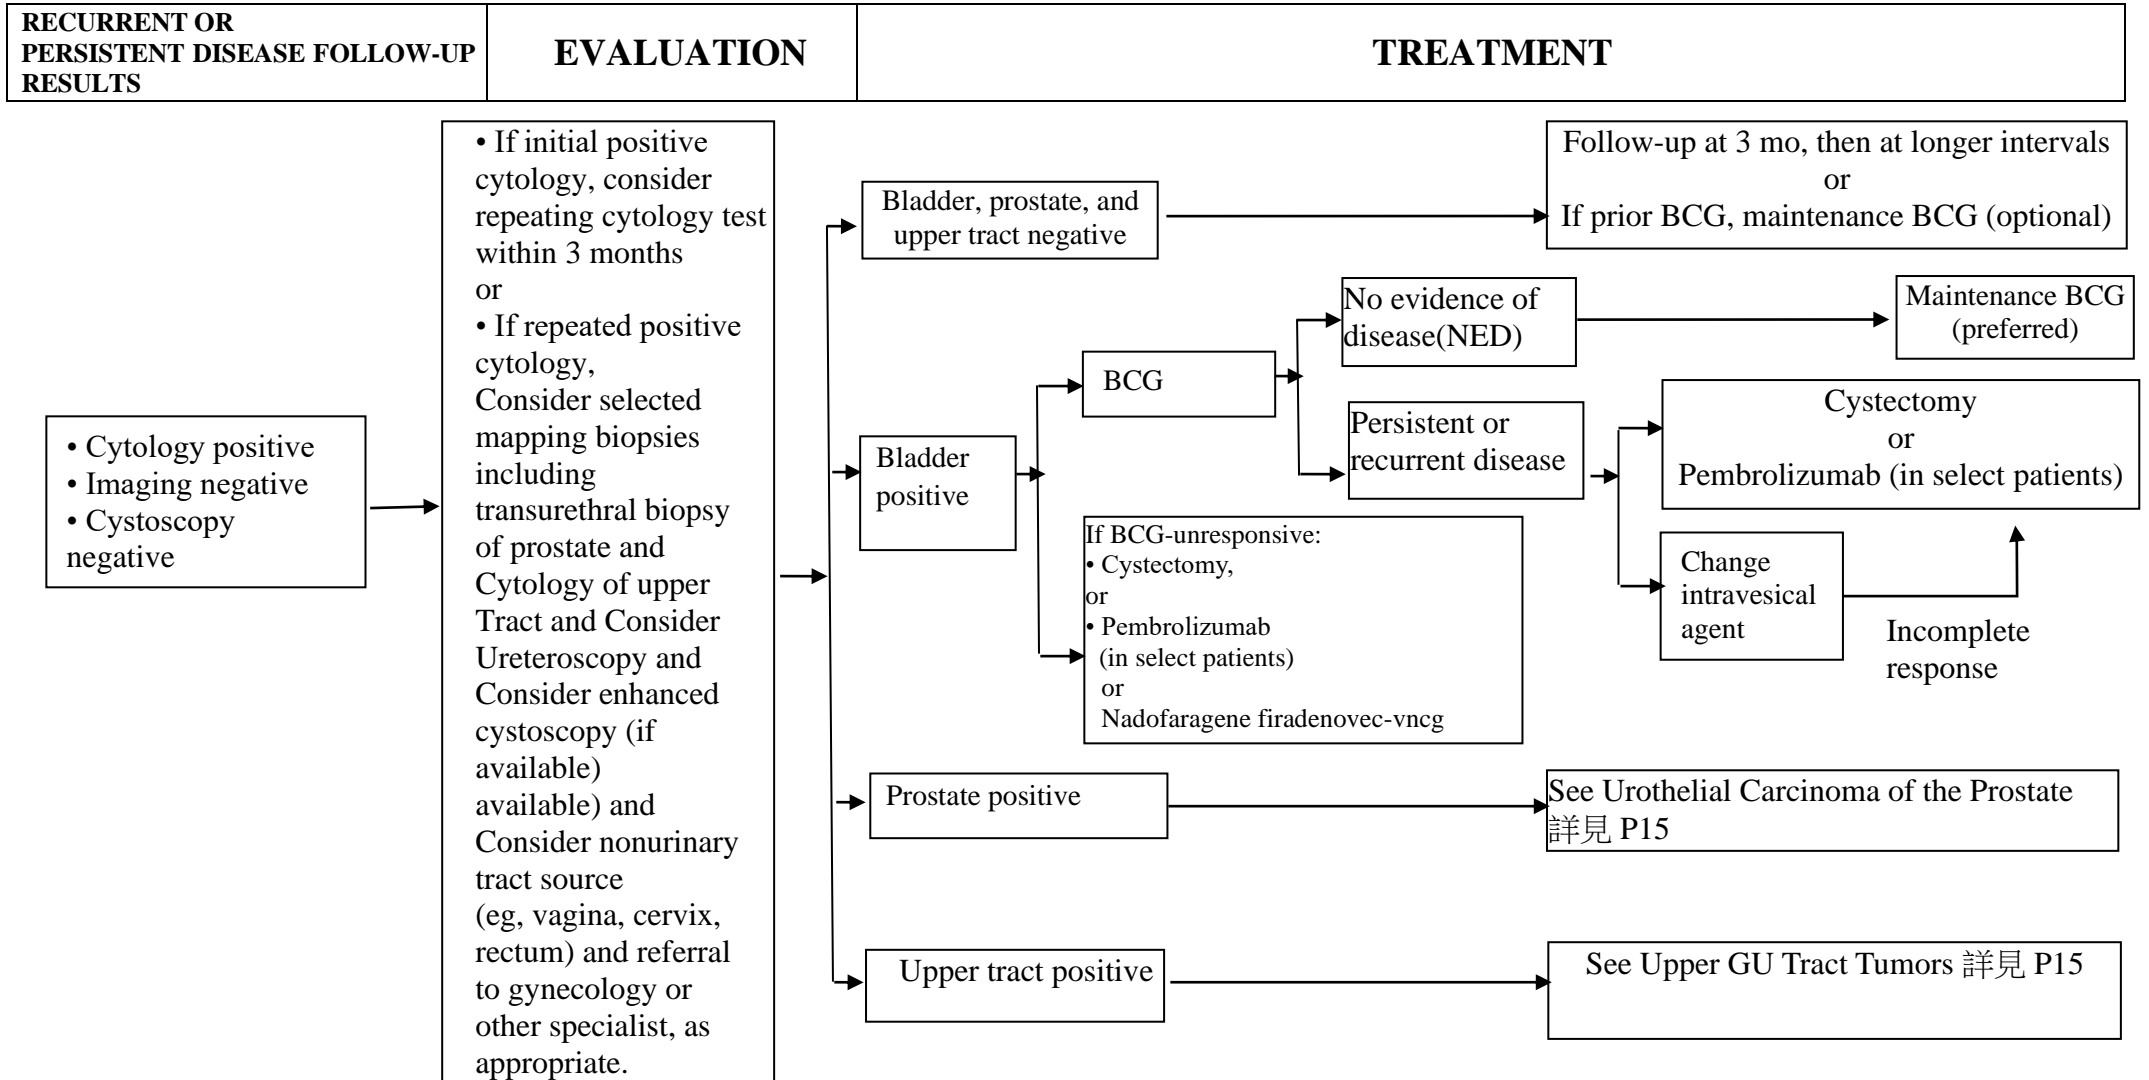 RECURRENT OR
PERSISTENT DISEASE FOLLOW-UP
RESULTS
EVALUATION
TREATMENT
• Cytology positive
• Imaging negative
• Cystoscopy
negative
• If initial positive
cytology, consider
repeating cytology test
within 3 months
or
• If repeated positive
cytology,
Consider selected
mapping biopsies
including
transurethral biopsy
of prostate and
Cytology of upper
Tract and Consider
Ureteroscopy and
Consider enhanced
cystoscopy (if
available)
available) and
Consider nonurinary
tract source
(eg, vagina, cervix,
rectum) and referral
to gynecology or
other specialist, as
appropriate.
Bladder, prostate, and
upper tract negative
Follow-up at 3 mo, then at longer intervals
or
If prior BCG, maintenance BCG (optional)
Bladder
positive
BCG
No evidence of
disease(NED)
Maintenance BCG
(preferred)
Persistent or
recurrent disease
Cystectomy
or
Pembrolizumab (in select patients)
Change
intravesical
agent
Incomplete
response
If BCG-unresponsive:
• Cystectomy,
or
• Pembrolizumab
(in select patients)
or
Nadofaragene firadenovec-vncg
Prostate positive
See Urothelial Carcinoma of the Prostate
詳見 P15
Upper tract positive
See Upper GU Tract Tumors 詳見 P15